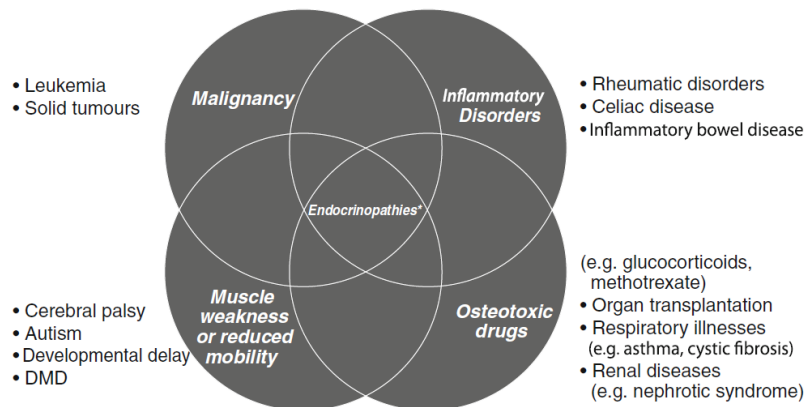 • Leukemia
• Solid tumours
Malignancy
Inflammatory
Disorders
• Rheumatic disorders
• Celiac disease
• Inflammatory bowel disease
Endocrinopathies*
• Cerebral palsy
• Autism
• Developmental delay
• DMD
Muscle
weakness
or reduced
mobility
Osteotoxic
drugs
(e.g. glucocorticoids,
methotrexate)
• Organ transplantation
• Respiratory illnesses
(e.g. asthma, cystic fibrosis)
• Renal diseases
(e.g. nephrotic syndrome)